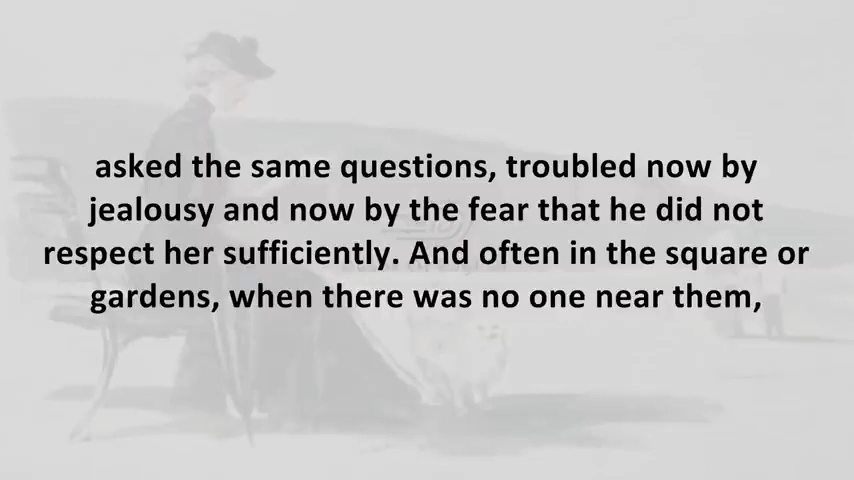 asked the same questions, troubled now by
jealousy and now by the fear that he did not
respect her sufficiently. And often in the square or
gardens, when there was no one near them,